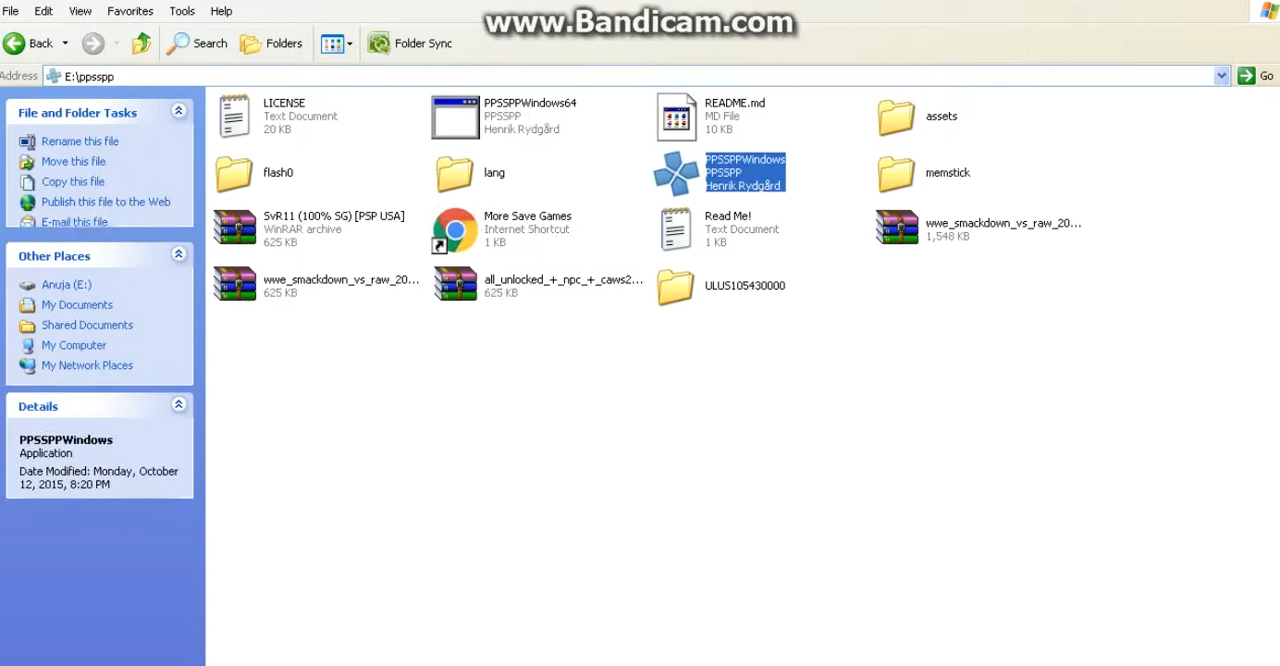 www.Bandicam.com
File Edit View Favorites Tools Help
Back Search Folders Folder Sync
Address E:\ppsspp Go
File and Folder Tasks
Rename this file
Move this file
Copy this file
Publish this file to the Web
E-mail this file
Other Places
Anuja (E:)
My Documents
Shared Documents
My Computer
My Network Places
Details
PPSSPPWindows
Application
Date Modified: Monday, October
12, 2015, 8:20 PM
LICENSE
Text Document
20 KB
PPSSPPWindows64
PPSSPP
Henrik Rydgård
README.md
MD File
10 KB
assets
flash0
lang
PPSSPPWindows
PPSSPP
Henrik Rydgård
memstick
SvR11 (100% SG) [PSP USA]
WinRAR archive
625 KB
More Save Games
Internet Shortcut
1 KB
Read Me!
Text Document
1 KB
wwe_smackdown_vs_raw_20...
1,548 KB
wwe_smackdown_vs_raw_20...
625 KB
all_unlocked_+_npc_+_caws2...
625 KB
ULUS105430000